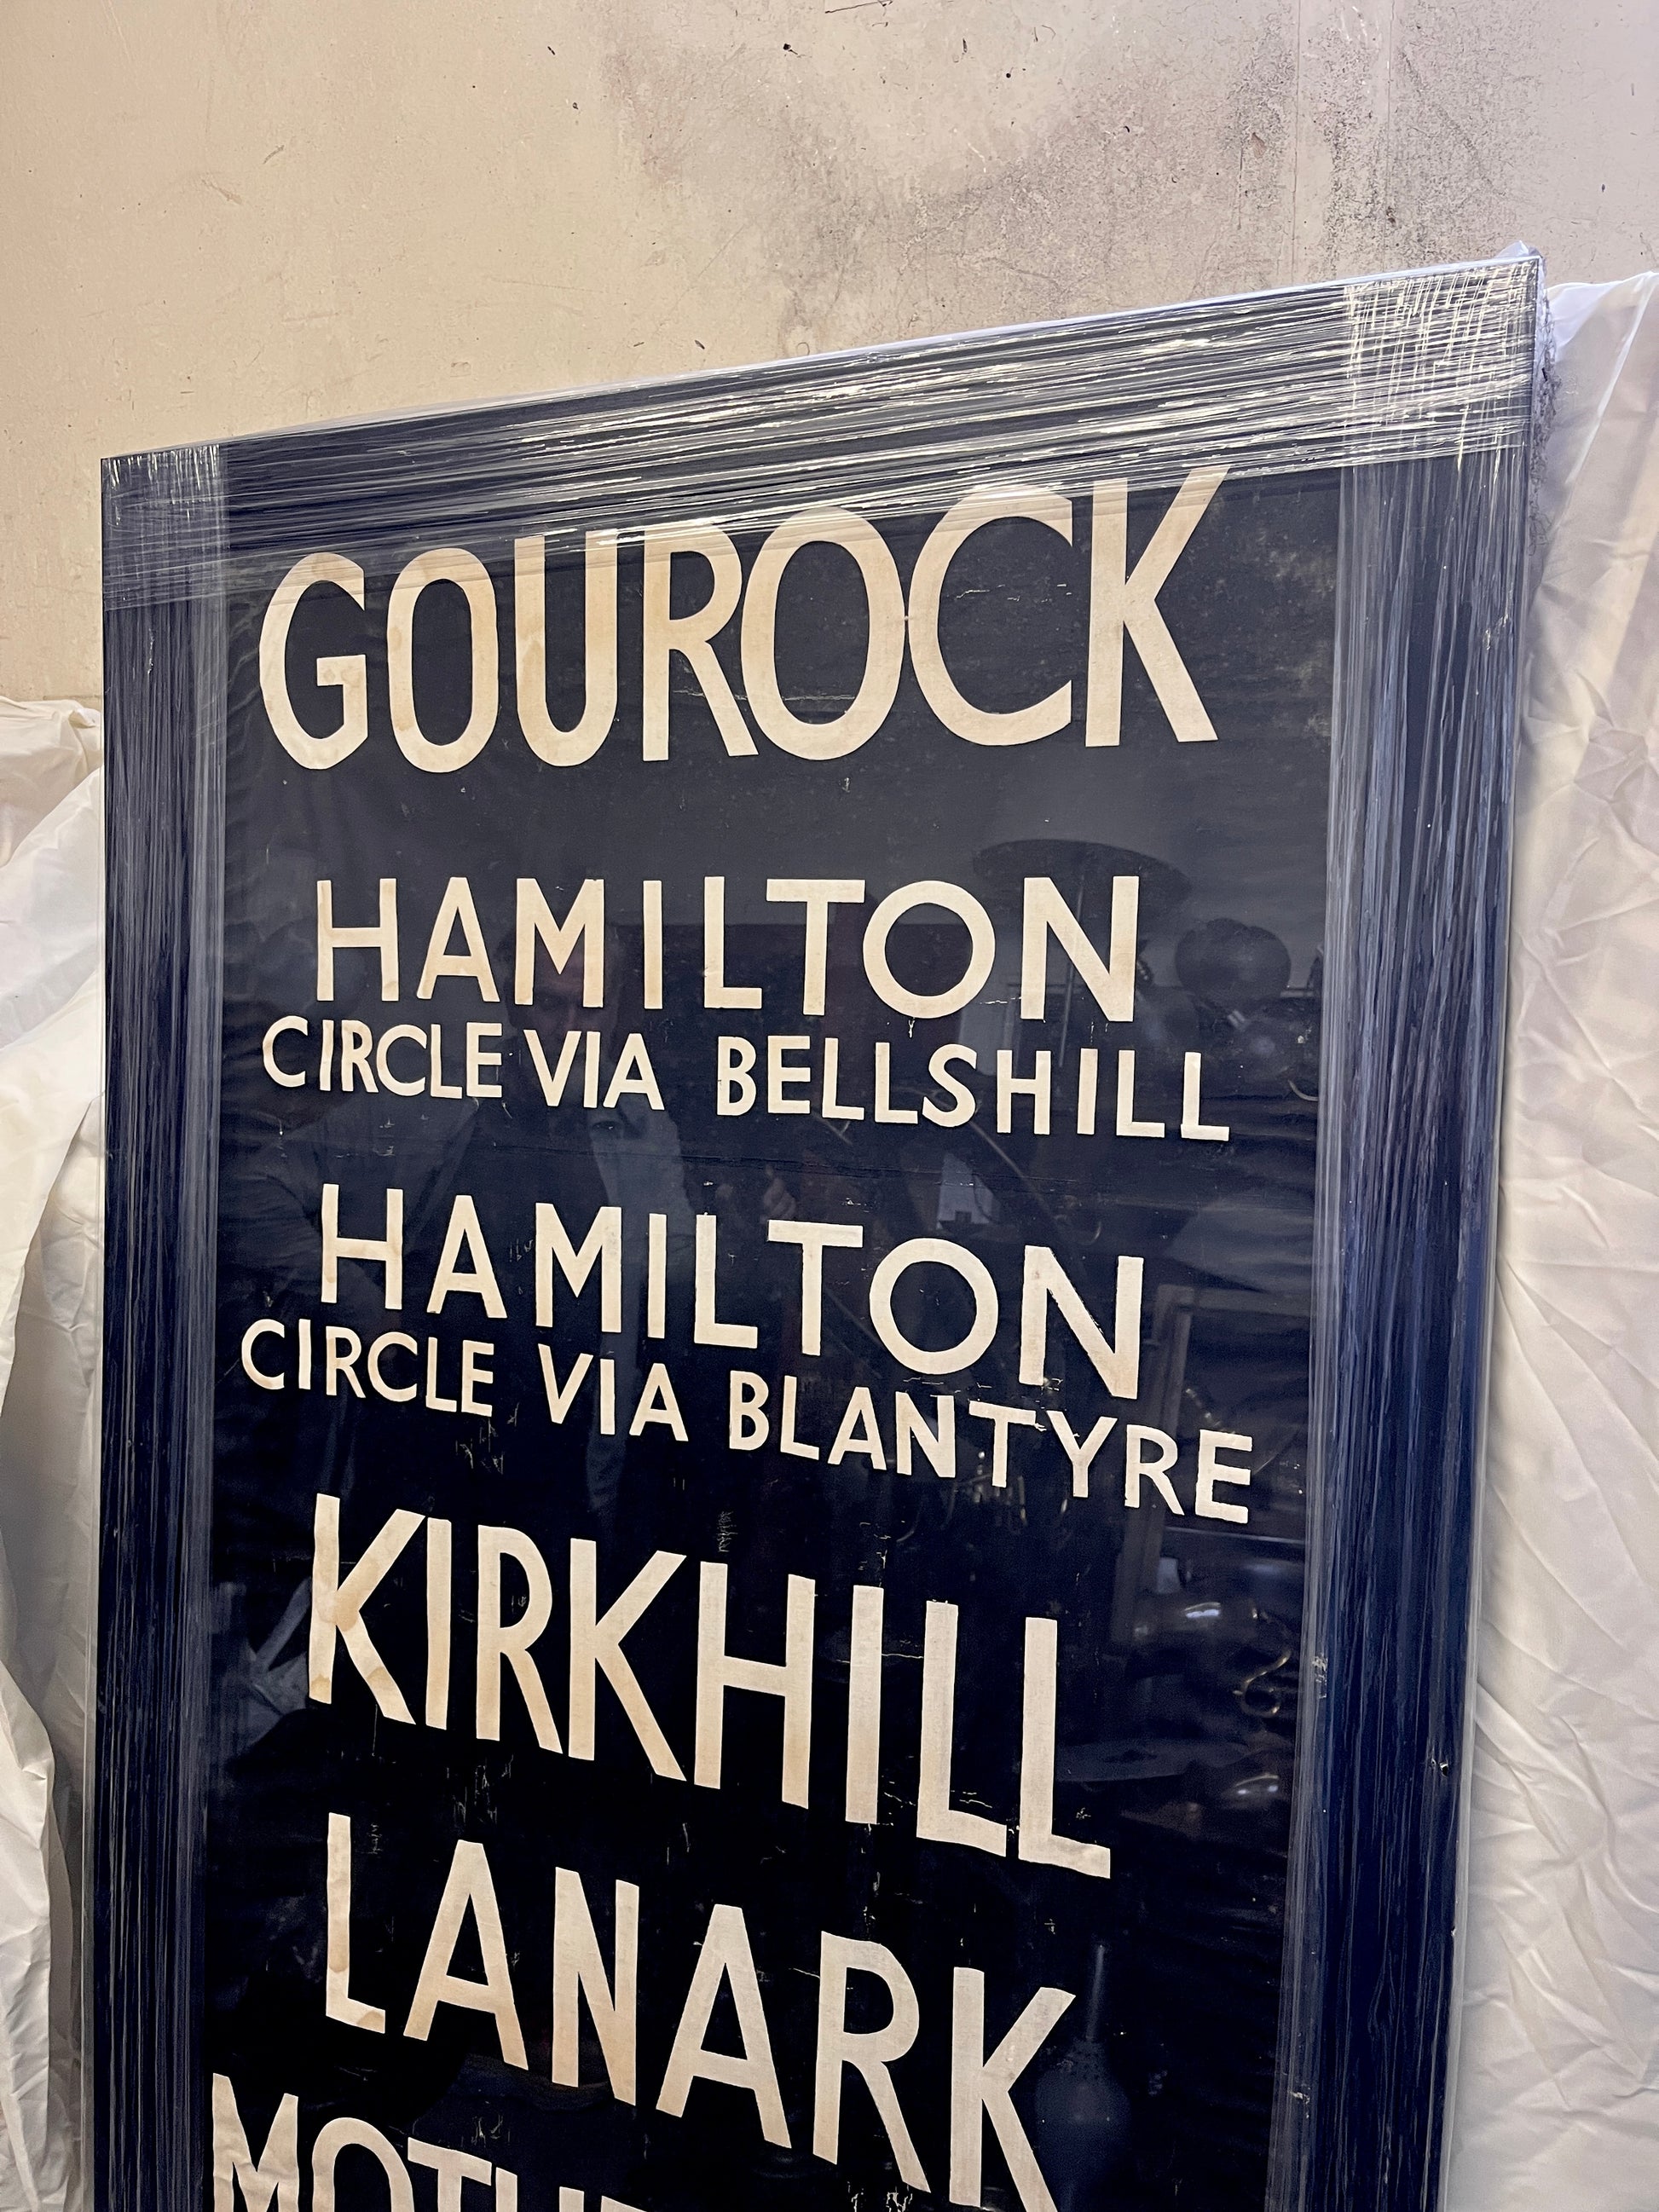 GOUROCK
HAMILTON
CIRCLE VIA BELLSHILL
HAMILTON
CIRCLE VIA BLANTYRE
KIRKHILL
LANARK